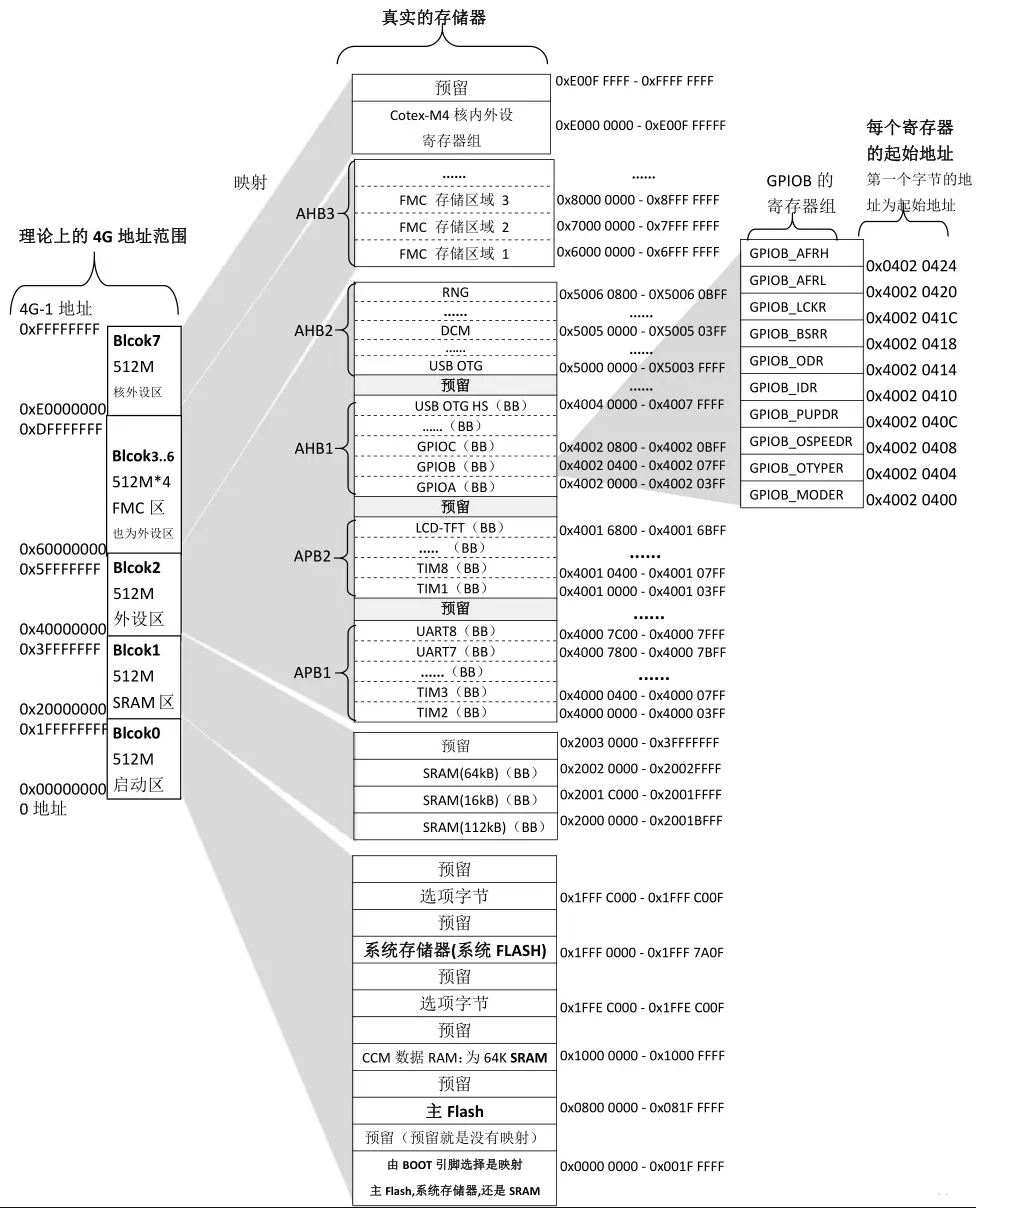 真实的存储器
预留
0xE00F FFFF - 0xFFFF FFFF
Cotex-M4 核内外设
寄存器组
0xE000 0000 - 0xE00F FFFFF
映射
AHB3
......
......
FMC 存储区域 3
0x8000 0000 - 0x8FFF FFFF
FMC 存储区域 2
0x7000 0000 - 0x7FFF FFFF
FMC 存储区域 1
0x6000 0000 - 0x6FFF FFFF
AHB2
RNG
0x5006 0800 - 0X5006 0BFF
......
......
DCM
0x5005 0000 - 0X5005 03FF
......
......
USB OTG
0x5000 0000 - 0X5003 FFFF
预留
......
AHB1
USB OTG HS（BB）
0x4004 0000 - 0x4007 FFFF
......（BB）
GPIOC（BB）
0x4002 0800 - 0x4002 0BFF
GPIOB（BB）
0x4002 0400 - 0x4002 07FF
GPIOA（BB）
0x4002 0000 - 0x4002 03FF
预留
APB2
LCD-TFT（BB）
0x4001 6800 - 0x4001 6BFF
.....（BB）
......
TIM8（BB）
0x4001 0400 - 0x4001 07FF
TIM1（BB）
0x4001 0000 - 0x4001 03FF
预留
......
APB1
UART8（BB）
0x4000 7C00 - 0x4000 7FFF
UART7（BB）
0x4000 7800 - 0x4000 7BFF
......（BB）
......
TIM3（BB）
0x4000 0400 - 0x4000 07FF
TIM2（BB）
0x4000 0000 - 0x4000 03FF
预留
0x2003 0000 - 0x3FFFFFFF
SRAM(64kB)（BB）
0x2002 0000 - 0x2002FFFF
SRAM(16kB)（BB）
0x2001 C000 - 0x2001FFFF
SRAM(112kB)（BB）
0x2000 0000 - 0x2001BFFF
预留
选项字节
0x1FFF C000 - 0x1FFF C00F
预留
系统存储器(系统 FLASH)
0x1FFF 0000 - 0x1FFF 7A0F
预留
选项字节
0x1FFE C000 - 0x1FFE C00F
预留
CCM 数据 RAM：为 64K SRAM
0x1000 0000 - 0x1000 FFFF
预留
主 Flash
0x0800 0000 - 0x081F FFFF
预留（预留就是没有映射）
由 BOOT 引脚选择是映射
主 Flash,系统存储器,还是 SRAM
0x0000 0000 - 0x001F FFFF
理论上的 4G 地址范围
4G-1 地址
0xFFFFFFFF
Blcok7
512M
核外设区
0xE0000000
0xDFFFFFFF
Blcok3..6
512M*4
FMC 区
也为外设区
0x60000000
0x5FFFFFFF
Blcok2
512M
外设区
0x40000000
0x3FFFFFFF
Blcok1
512M
SRAM 区
0x20000000
0x1FFFFFFFF
Blcok0
512M
启动区
0x00000000
0 地址
GPIOB 的
寄存器组
每个寄存器
的起始地址
第一个字节的地
址为起始地址
GPIOB_AFRH
0x0402 0424
GPIOB_AFRL
0x4002 0420
GPIOB_LCKR
0x4002 041C
GPIOB_BSRR
0x4002 0418
GPIOB_ODR
0x4002 0414
GPIOB_IDR
0x4002 0410
GPIOB_PUPDR
0x4002 040C
GPIOB_OSPEEDR
0x4002 0408
GPIOB_OTYPER
0x4002 0404
GPIOB_MODER
0x4002 0400